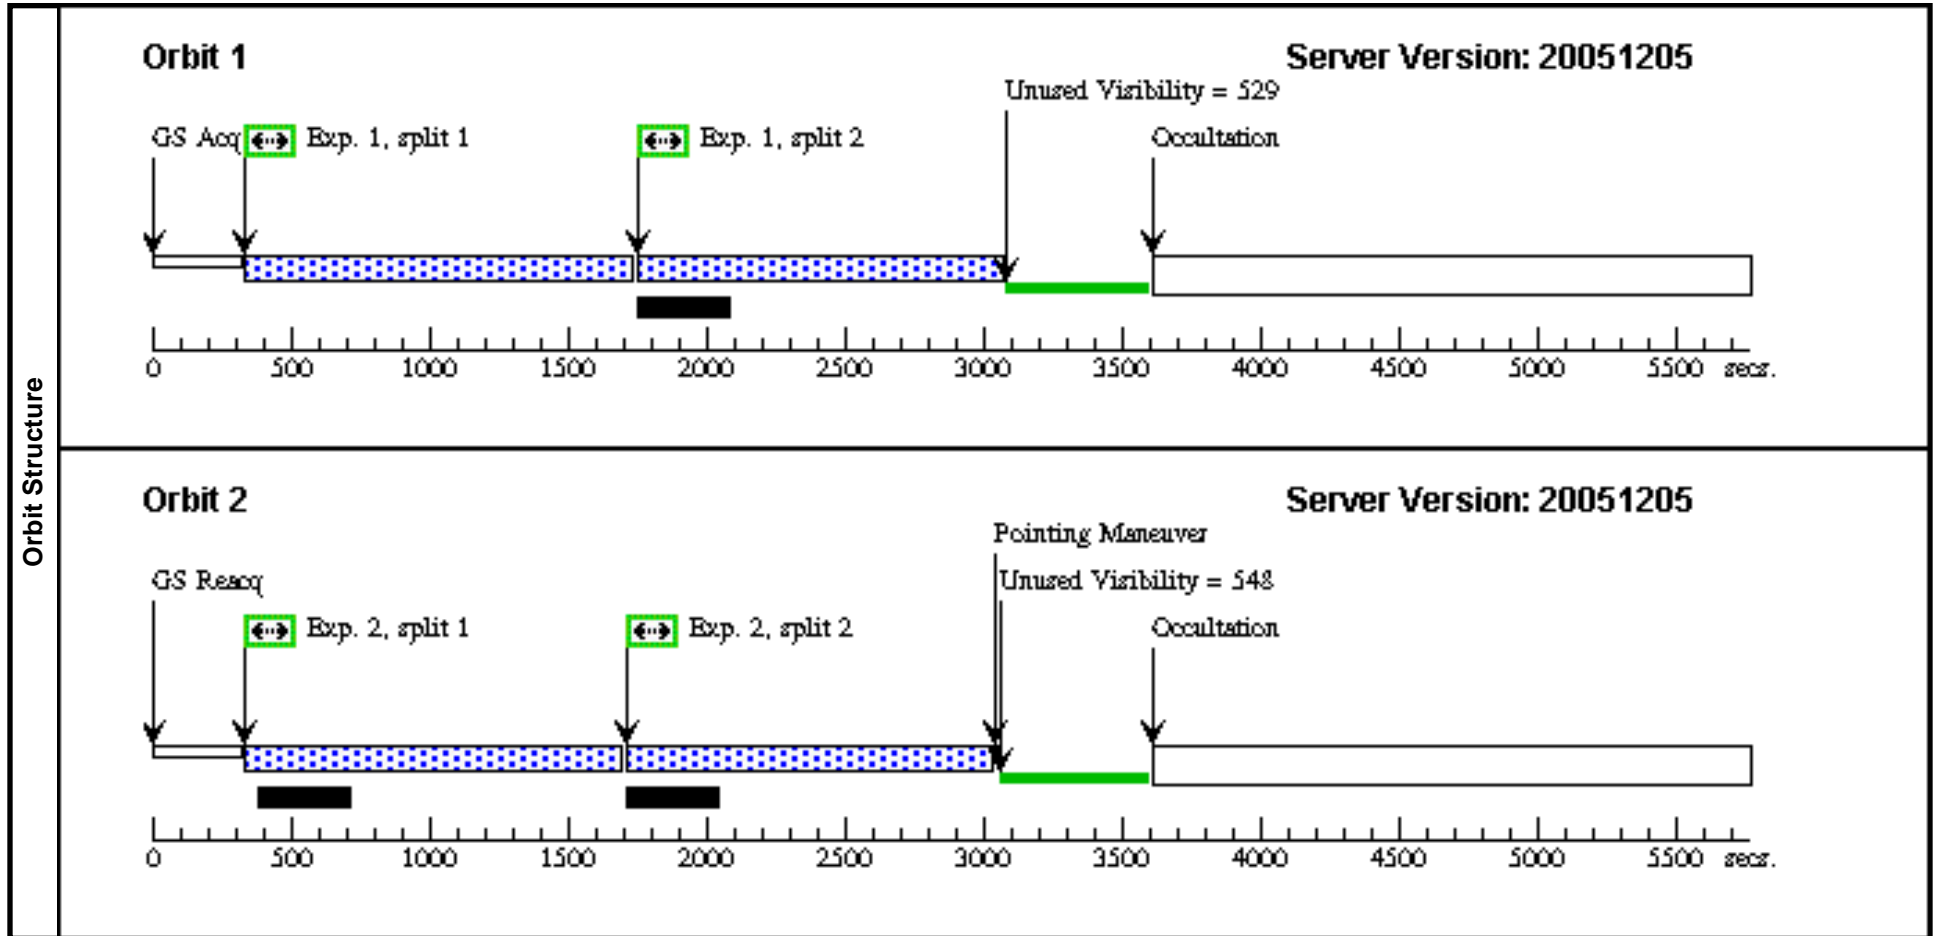 Orbit Structure
Orbit 1
Server Version: 20051205
Unused Visibility = 529
GS Acq
Exp. 1, split 1
Exp. 1, split 2
Occultation
0 500 1000 1500 2000 2500 3000 3500 4000 4500 5000 5500 secs.
Orbit 2
Server Version: 20051205
Pointing Maneuver
GS Reacq
Unused Visibility = 548
Exp. 2, split 1
Exp. 2, split 2
Occultation
0 500 1000 1500 2000 2500 3000 3500 4000 4500 5000 5500 secs.